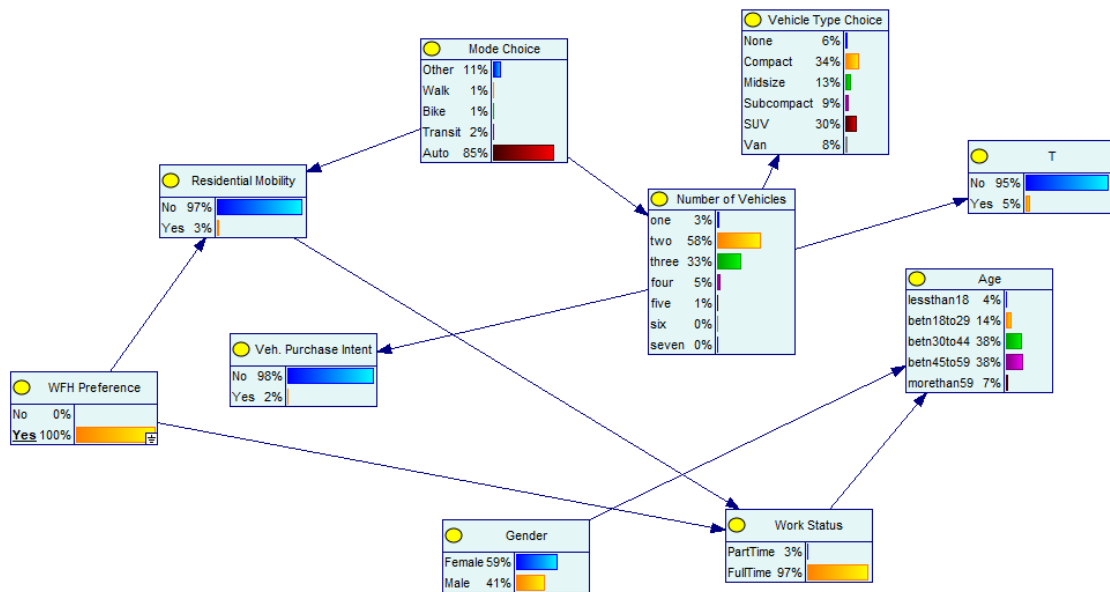 Vehicle Type Choice
None 6%
Compact 34%
Midsize 13%
Subcompact 9%
SUV 30%
Van 8%
Mode Choice
Other 11%
Walk 1%
Bike 1%
Transit 2%
Auto 85%
T
No 95%
Yes 5%
Residential Mobility
No 97%
Yes 3%
Number of Vehicles
one 3%
two 58%
three 33%
four 5%
five 1%
six 0%
seven 0%
Age
lessthan18 4%
betn18to29 14%
betn30to44 38%
betn45to59 38%
morethan59 7%
Veh. Purchase Intent
No 98%
Yes 2%
WFH Preference
No 0%
Yes 100%
Gender
Female 59%
Male 41%
Work Status
PartTime 3%
FullTime 97%